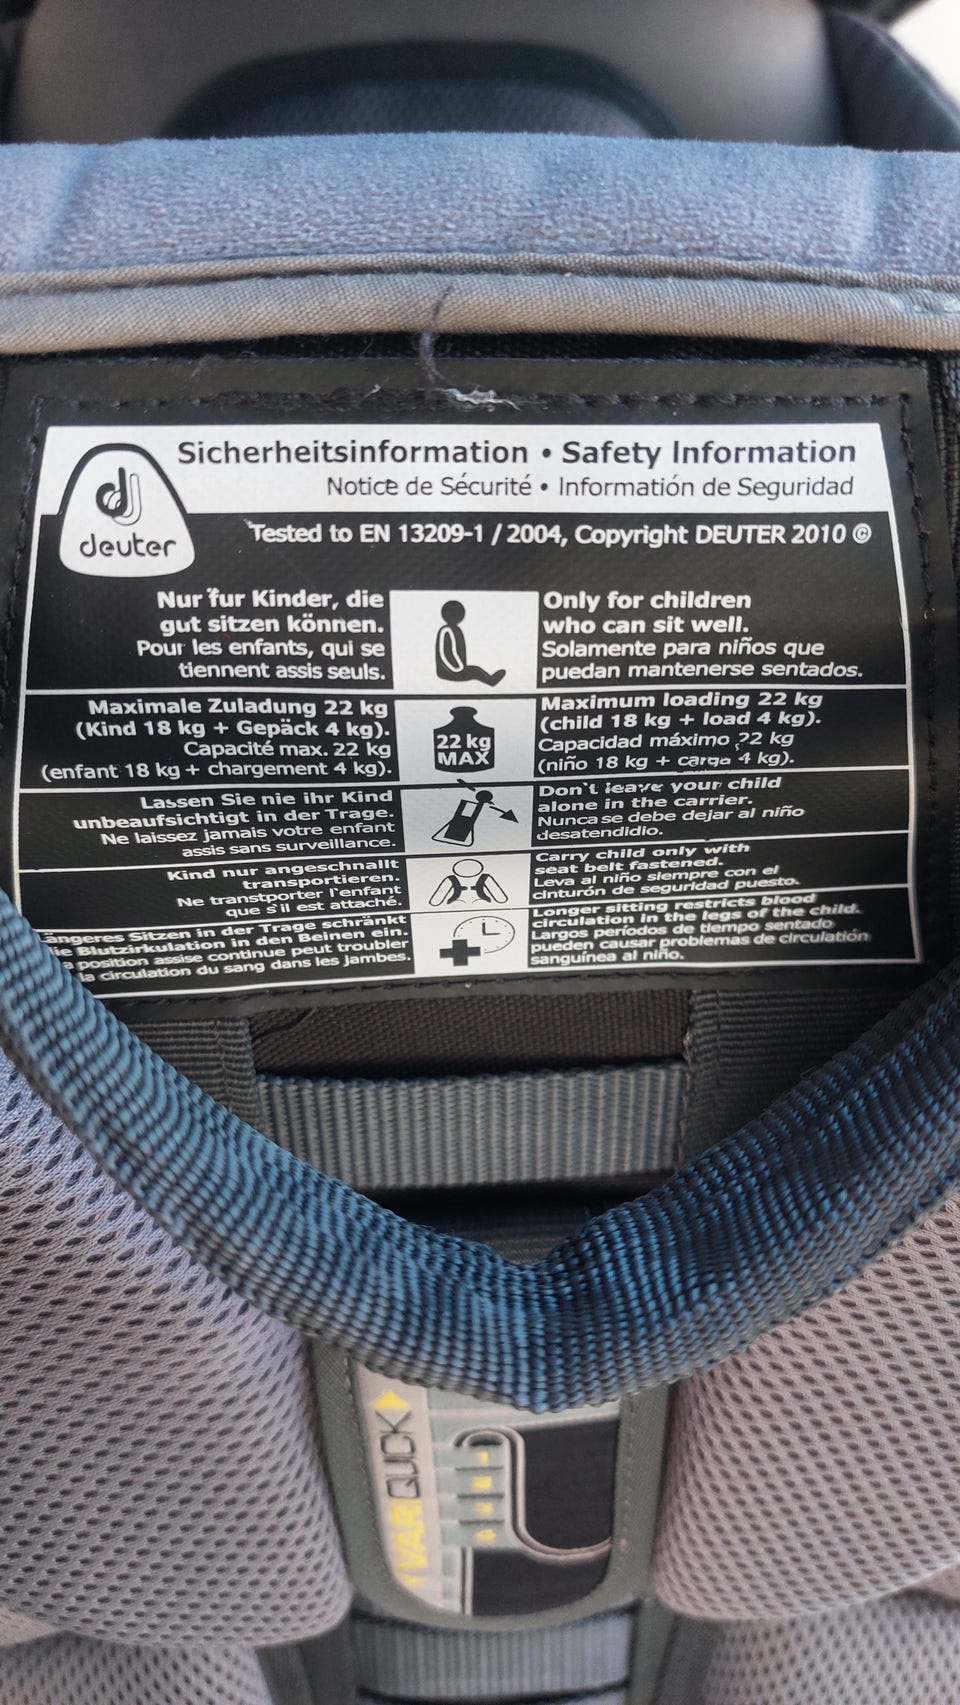 Sicherheitsinformation • Safety Information
Notice de Sécurité • Información de Seguridad
deuter
Tested to EN 13209-1 / 2004, Copyright DEUTER 2010 ©
Nur fur Kinder, die
gut sitzen können.
Pour les enfants, qui se
tiennent assis seuls.
Only for children
who can sit well.
Solamente para niños que
puedan mantenerse sentados.
Maximale Zuladung 22 kg
(Kind 18 kg + Gepäck 4 kg).
Capacité max. 22 kg
(enfant 18 kg + chargement 4 kg).
22 kg
MAX
Maximum loading 22 kg
(child 18 kg + load 4 kg).
Capacidad máximo 22 kg
(niño 18 kg + carga 4 kg).
Lassen Sie nie ihr Kind
unbeaufsichtigt in der Trage.
Ne laissez jamais votre enfant
assis sans surveillance.
Don't leave your child
alone in the carrier.
Nunca se debe dejar al niño
desatendidio.
Kind nur angeschnallt
transportieren.
Ne transtporter l'enfant
que s'il est attaché.
Carry child only with
seat belt fastened.
Leva al niño siempre con el
cinturón de seguridad puesto.
ängeres Sitzen in der Trage schränkt
ie Blutzirkulation in den Beinen ein.
a position assise continue peut troubler
la circulation du sang dans les jambes.
Longer sitting restricts blood
circulation in the legs of the child.
Largos períodos de tiempo sentado
pueden causar problemas de circulatión
sanguínea al niño.
VARIQUICK